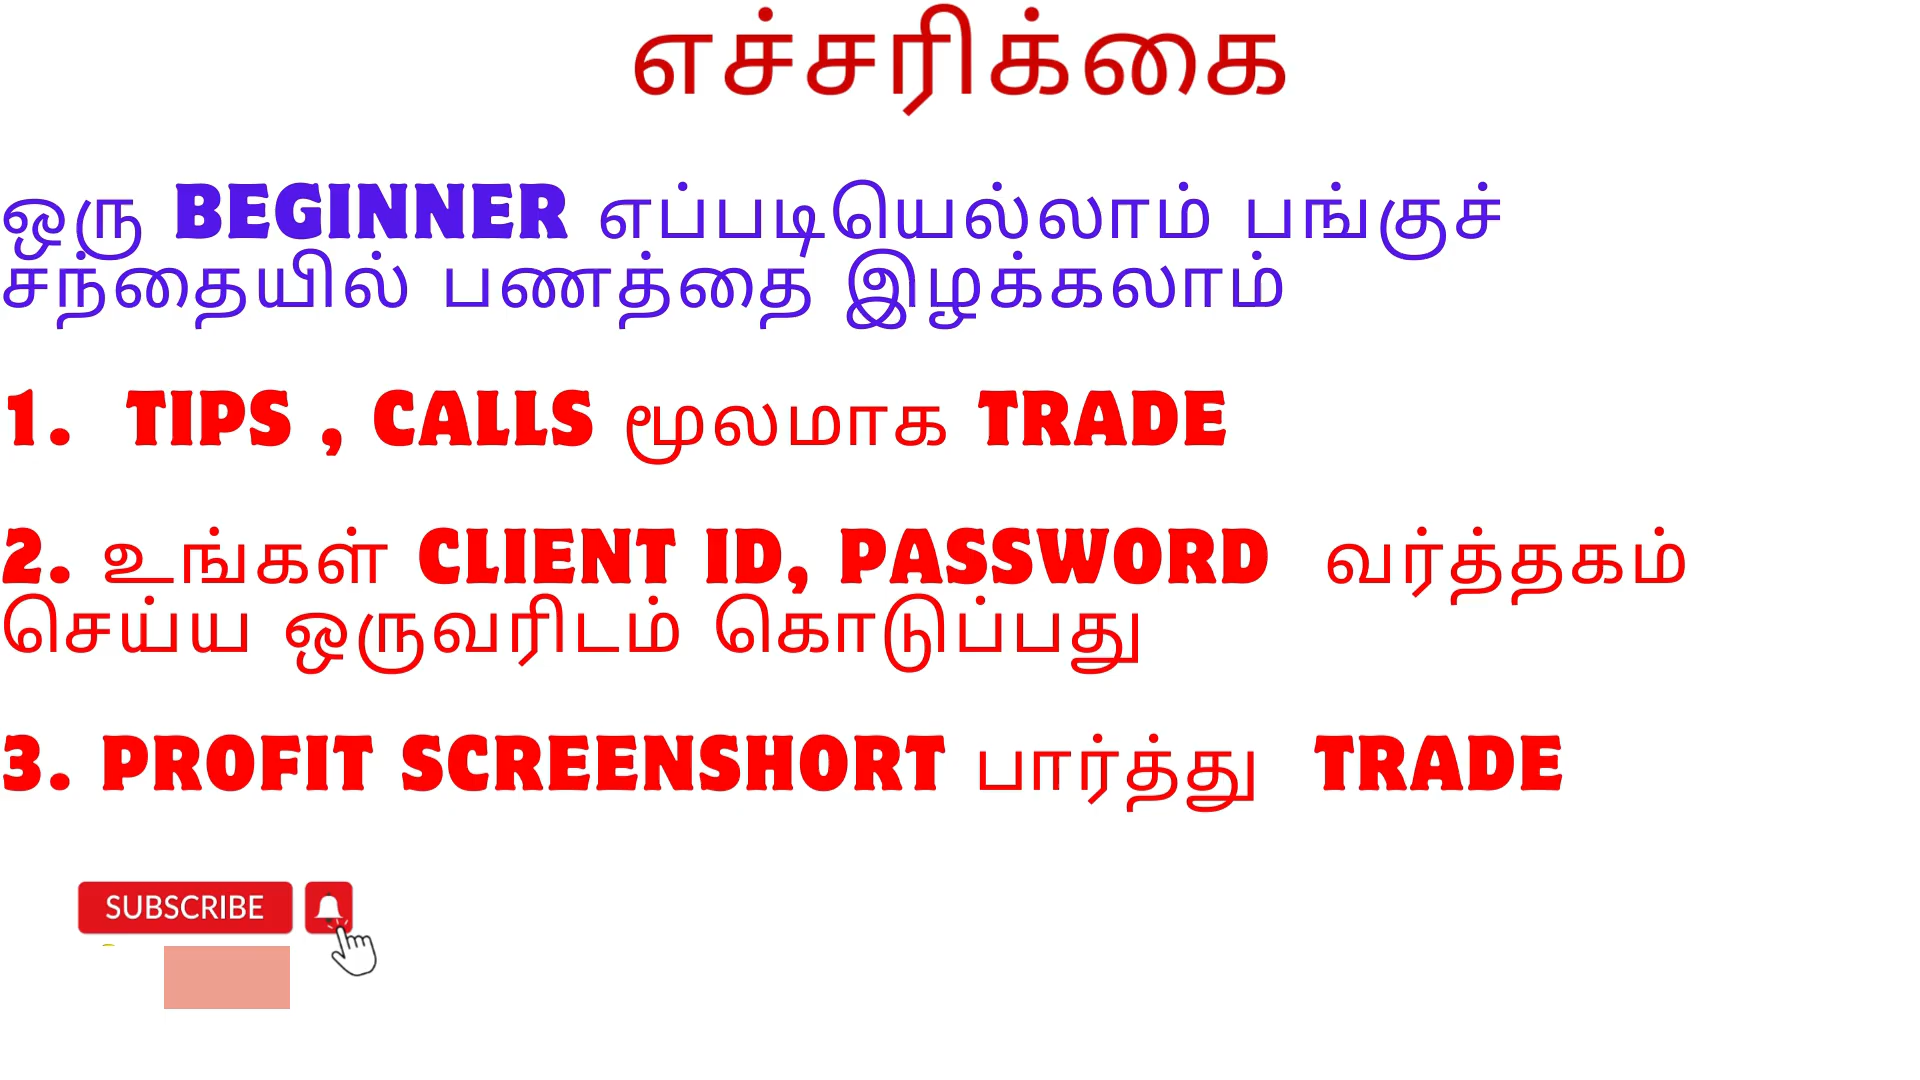 எச்சரிக்கை
ஒரு BEGINNER எப்படியெல்லாம் பங்குச்
சந்தையில் பணத்தை இழக்கலாம்
1. TIPS , CALLS மூலமாக TRADE
2. உங்கள் CLIENT ID, PASSWORD வர்த்தகம்
செய்ய ஒருவரிடம் கொடுப்பது
3. PROFIT SCREENSHORT பார்த்து TRADE
SUBSCRIBE